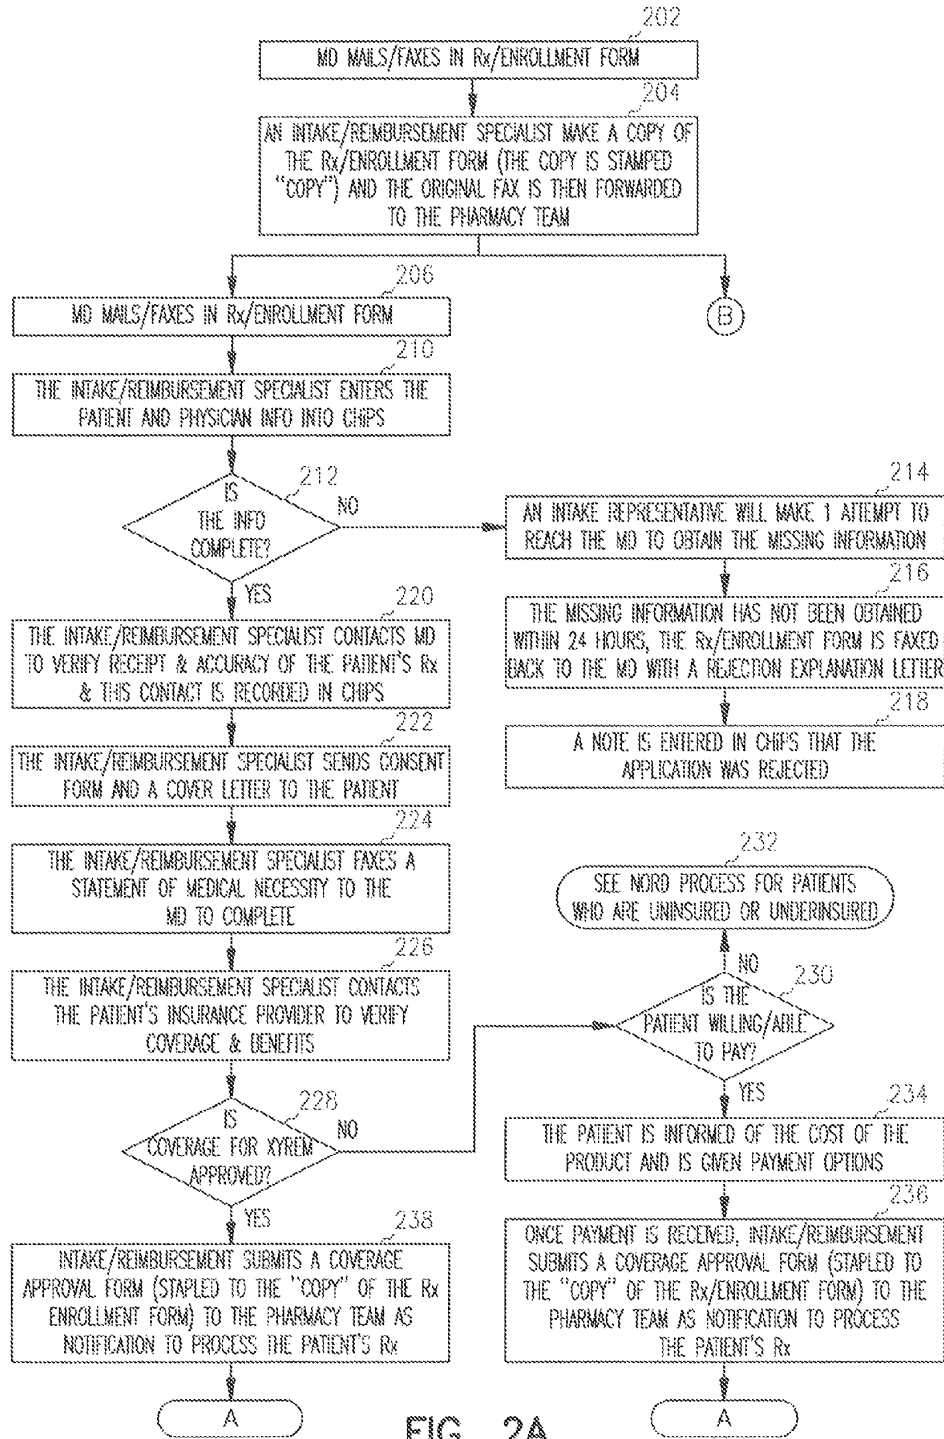 202
MD MAILS/FAXES IN Rx/ENROLLMENT FORM
204
AN INTAKE/REIMBURSEMENT SPECIALIST MAKE A COPY OF
THE Rx/ENROLLMENT FORM (THE COPY IS STAMPED
"COPY") AND THE ORIGINAL FAX IS THEN FORWARDED
TO THE PHARMACY TEAM
206
MD MAILS/FAXES IN Rx/ENROLLMENT FORM
B
210
THE INTAKE/REIMBURSEMENT SPECIALIST ENTERS THE
PATIENT AND PHYSICIAN INFO INTO CHIPS
212
IS
THE INFO
COMPLETE?
NO
YES
214
AN INTAKE REPRESENTATIVE WILL MAKE 1 ATTEMPT TO
REACH THE MD TO OBTAIN THE MISSING INFORMATION
216
THE MISSING INFORMATION HAS NOT BEEN OBTAINED
WITHIN 24 HOURS, THE Rx/ENROLLMENT FORM IS FAXED
BACK TO THE MD WITH A REJECTION EXPLANATION LETTER
218
A NOTE IS ENTERED IN CHIPS THAT THE
APPLICATION WAS REJECTED
220
THE INTAKE/REIMBURSEMENT SPECIALIST CONTACTS MD
TO VERIFY RECEIPT & ACCURACY OF THE PATIENT'S Rx
& THIS CONTACT IS RECORDED IN CHIPS
222
THE INTAKE/REIMBURSEMENT SPECIALIST SENDS CONSENT
FORM AND A COVER LETTER TO THE PATIENT
224
THE INTAKE/REIMBURSEMENT SPECIALIST FAXES A
STATEMENT OF MEDICAL NECESSITY TO THE
MD TO COMPLETE
226
THE INTAKE/REIMBURSEMENT SPECIALIST CONTACTS
THE PATIENT'S INSURANCE PROVIDER TO VERIFY
COVERAGE & BENEFITS
228
IS
COVERAGE FOR XYREM
APPROVED?
NO
YES
232
SEE NORD PROCESS FOR PATIENTS
WHO ARE UNINSURED OR UNDERINSURED
NO
230
IS THE
PATIENT WILLING/ABLE
TO PAY?
YES
234
THE PATIENT IS INFORMED OF THE COST OF THE
PRODUCT AND IS GIVEN PAYMENT OPTIONS
236
ONCE PAYMENT IS RECEIVED, INTAKE/REIMBURSEMENT
SUBMITS A COVERAGE APPROVAL FORM (STAPLED TO
THE "COPY" OF THE Rx/ENROLLMENT FORM) TO THE
PHARMACY TEAM AS NOTIFICATION TO PROCESS
THE PATIENT'S Rx
A
238
INTAKE/REIMBURSEMENT SUBMITS A COVERAGE
APPROVAL FORM (STAPLED TO THE "COPY" OF THE Rx
ENROLLMENT FORM) TO THE PHARMACY TEAM AS
NOTIFICATION TO PROCESS THE PATIENT'S Rx
A
FIG. 2A